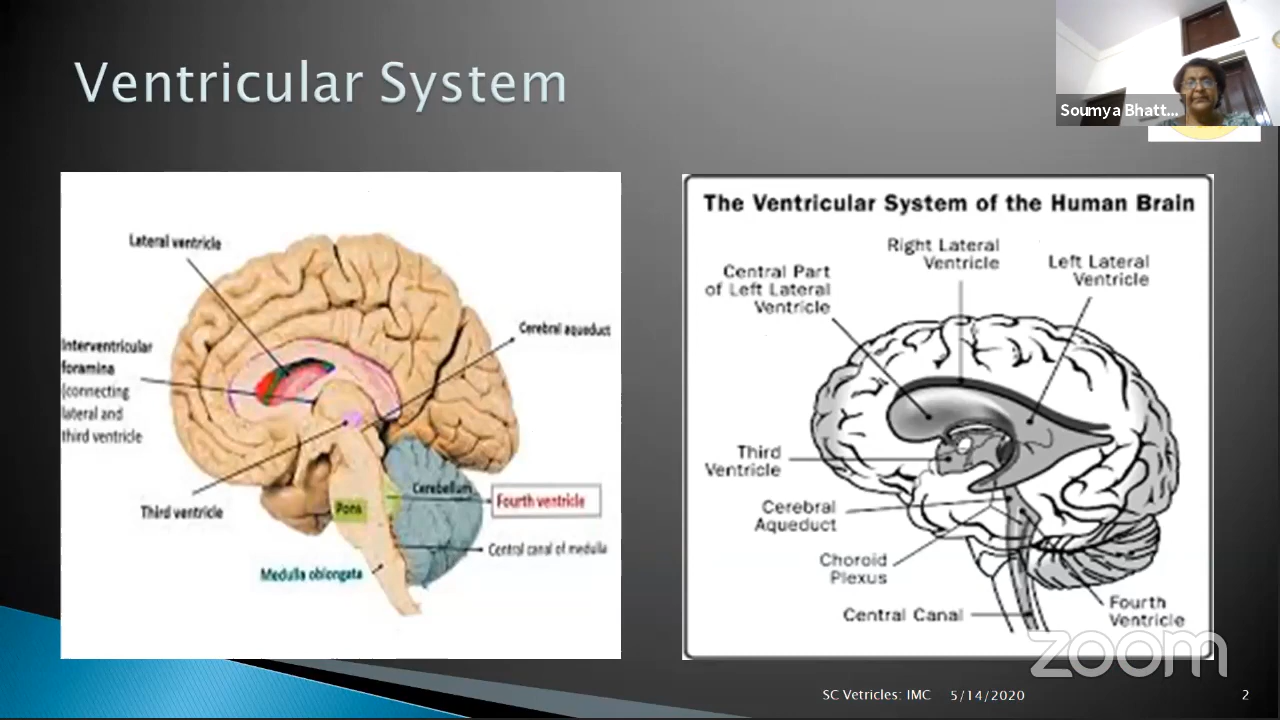 Ventricular System
Soumya Bhatt...
Lateral ventricle
Cerebral aqueduct
Interventricular
foramina
(connecting
lateral and
third ventricle
Third ventricle
Pons
Cerebellum
Fourth ventricle
Central canal of medulla
Medulla oblongata
The Ventricular System of the Human Brain
Right Lateral
Ventricle
Left Lateral
Ventricle
Central Part
of Left Lateral
Ventricle
Third
Ventricle
Cerebral
Aqueduct
Choroid
Plexus
Central Canal
Fourth
Ventricle
zoom
SC Vetricles: IMC 5/14/2020 2